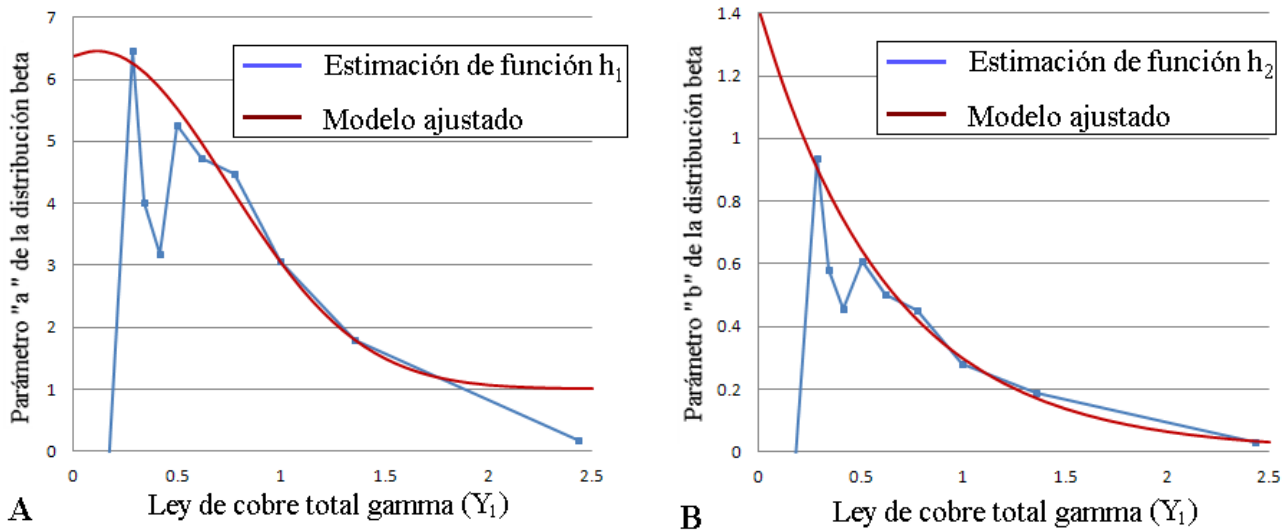 Parámetro "a" de la distribución beta
7
6
5
4
3
2
1
0
Estimación de función h₁
Modelo ajustado
0 0.5 1 1.5 2 2.5
Ley de cobre total gamma (Y₁)
A
Parámetro "b" de la distribución beta
1.4
1.2
1
0.8
0.6
0.4
0.2
0
Estimación de función h₂
Modelo ajustado
0 0.5 1 1.5 2 2.5
Ley de cobre total gamma (Y₁)
B